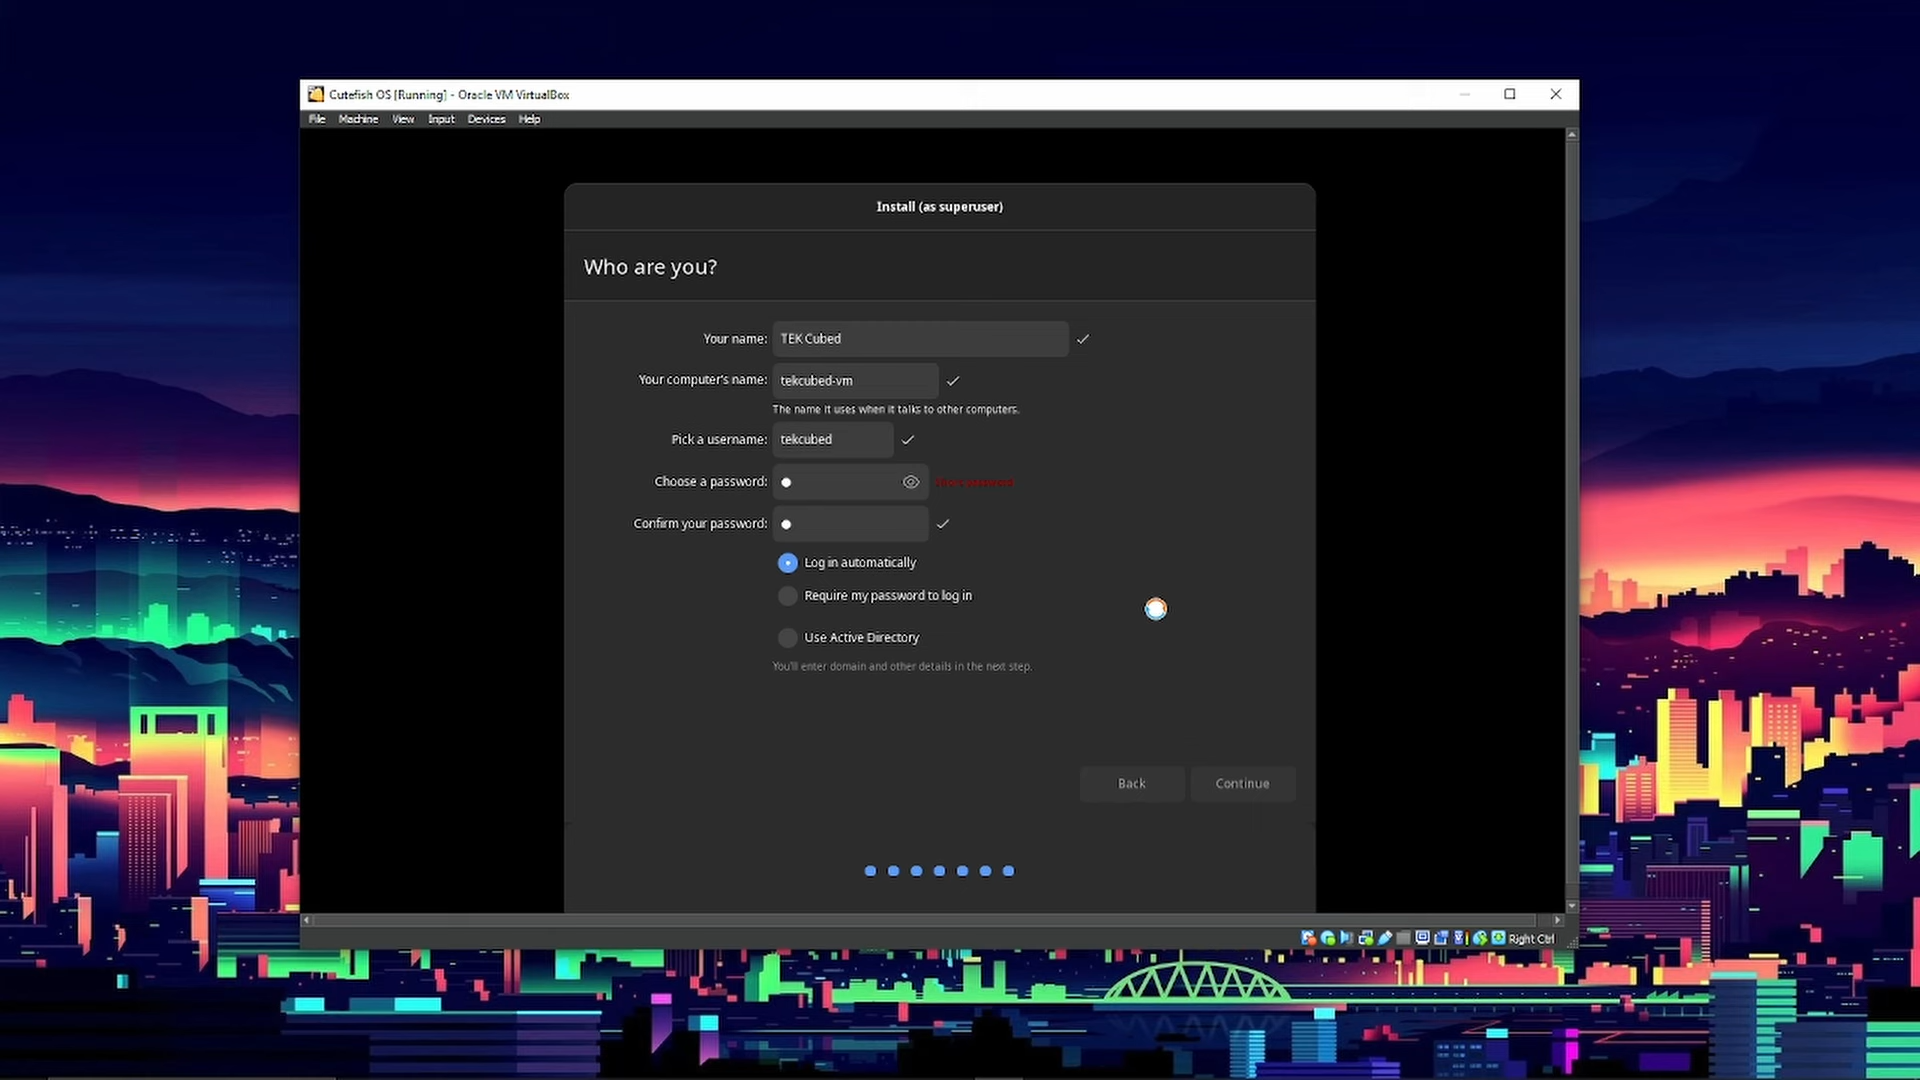 Cutefish OS [Running] - Oracle VM VirtualBox
File Machine View Input Devices Help
Install (as superuser)
Who are you?
Your name: TEK Cubed
Your computer's name: tekcubed-vm
The name it uses when it talks to other computers.
Pick a username: tekcubed
Choose a password:
Confirm your password:
Log in automatically
Require my password to log in
Use Active Directory
You'll enter domain and other details in the next step.
Back Continue
Right Ctrl